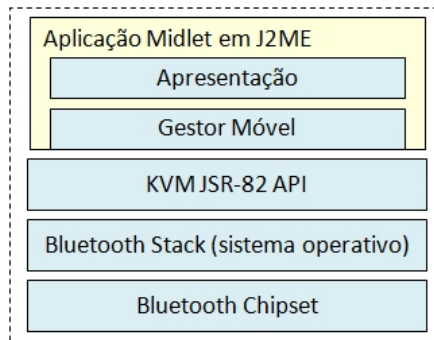 Aplicação Midlet em J2ME
Apresentação
Gestor Móvel
KVM JSR-82 API
Bluetooth Stack (sistema operativo)
Bluetooth Chipset